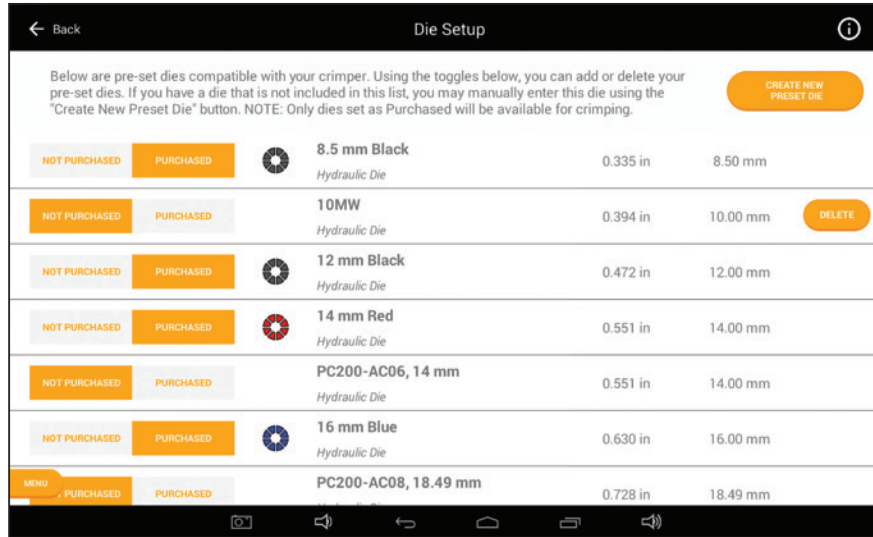 Back
Die Setup
Below are pre-set dies compatible with your crimper. Using the toggles below, you can add or delete your
pre-set dies. If you have a die that is not included in this list, you may manually enter this die using the
"Create New Preset Die" button. NOTE: Only dies set as Purchased will be available for crimping.
CREATE NEW
PRESET DIE
NOT PURCHASED PURCHASED 8.5 mm Black 0.335 in 8.50 mm
Hydraulic Die
NOT PURCHASED PURCHASED 10MW 0.394 in 10.00 mm DELETE
Hydraulic Die
NOT PURCHASED PURCHASED 12 mm Black 0.472 in 12.00 mm
Hydraulic Die
NOT PURCHASED PURCHASED 14 mm Red 0.551 in 14.00 mm
Hydraulic Die
NOT PURCHASED PURCHASED PC200-AC06, 14 mm 0.551 in 14.00 mm
Hydraulic Die
NOT PURCHASED PURCHASED 16 mm Blue 0.630 in 16.00 mm
Hydraulic Die
MENU
PURCHASED PURCHASED PC200-AC08, 18.49 mm 0.728 in 18.49 mm